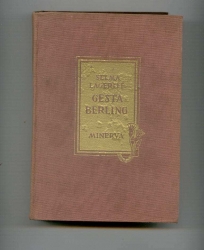 SELMA
LAGERLÖF
GÖSTA
BERLING
MINERVA